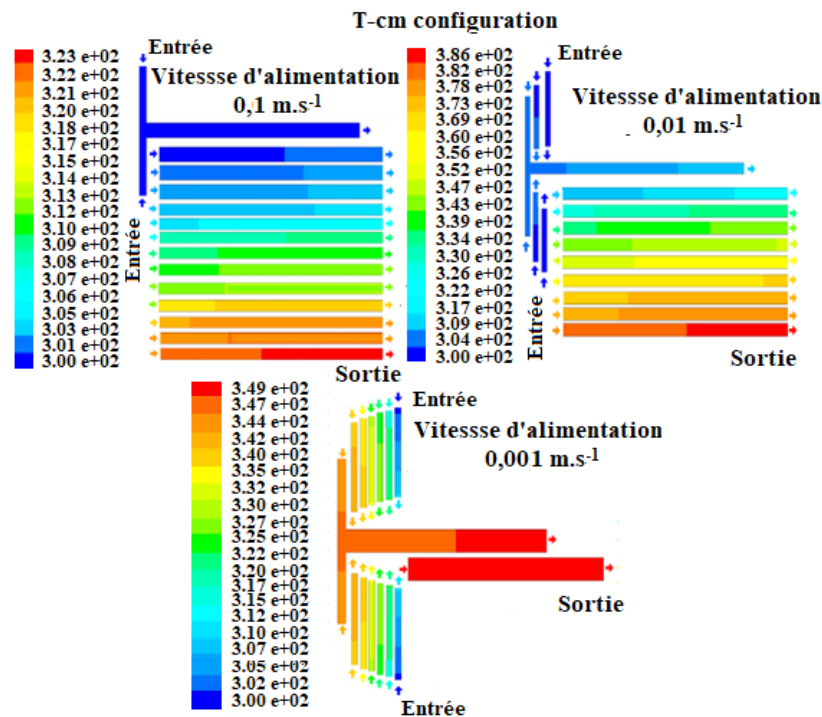 T-cm configuration
Entrée
Vitessse d'alimentation
0,1 m.s-1
3.23 e+02
3.22 e+02
3.21 e+02
3.20 e+02
3.18 e+02
3.17 e+02
3.15 e+02
3.14 e+02
3.13 e+02
3.12 e+02
3.10 e+02
3.09 e+02
3.07 e+02
3.06 e+02
3.05 e+02
3.03 e+02
3.01 e+02
3.00 e+02
Entrée
Sortie
Entrée
Vitessse d'alimentation
0,01 m.s-1
3.86 e+02
3.82 e+02
3.78 e+02
3.73 e+02
3.69 e+02
3.60 e+02
3.56 e+02
3.52 e+02
3.47 e+02
3.43 e+02
3.39 e+02
3.34 e+02
3.30 e+02
3.26 e+02
3.22 e+02
3.17 e+02
3.09 e+02
3.04 e+02
3.00 e+02
Entrée
Sortie
Entrée
Vitessse d'alimentation
0,001 m.s-1
3.49 e+02
3.47 e+02
3.44 e+02
3.42 e+02
3.40 e+02
3.35 e+02
3.30 e+02
3.27 e+02
3.25 e+02
3.22 e+02
3.20 e+02
3.17 e+02
3.15 e+02
3.12 e+02
3.10 e+02
3.07 e+02
3.05 e+02
3.02 e+02
3.00 e+02
Sortie
Entrée